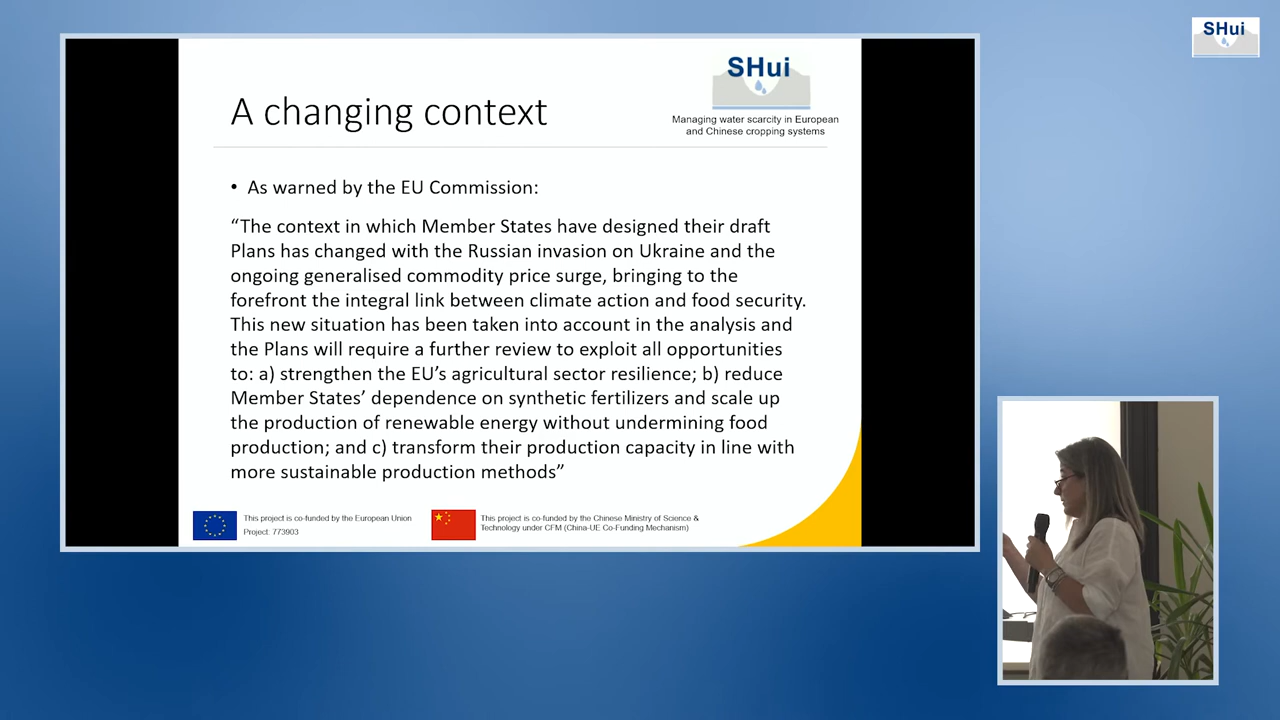 SHui
SHui
A changing context
Managing water scarcity in European
and Chinese cropping systems
• As warned by the EU Commission:
“The context in which Member States have designed their draft
Plans has changed with the Russian invasion on Ukraine and the
ongoing generalised commodity price surge, bringing to the
forefront the integral link between climate action and food security.
This new situation has been taken into account in the analysis and
the Plans will require a further review to exploit all opportunities
to: a) strengthen the EU’s agricultural sector resilience; b) reduce
Member States’ dependence on synthetic fertilizers and scale up
the production of renewable energy without undermining food
production; and c) transform their production capacity in line with
more sustainable production methods”
This project is co-funded by the European Union
Project: 773903
This project is co-funded by the Chinese Ministry of Science &
Technology under CFM (China-UE Co-Funding Mechanism)